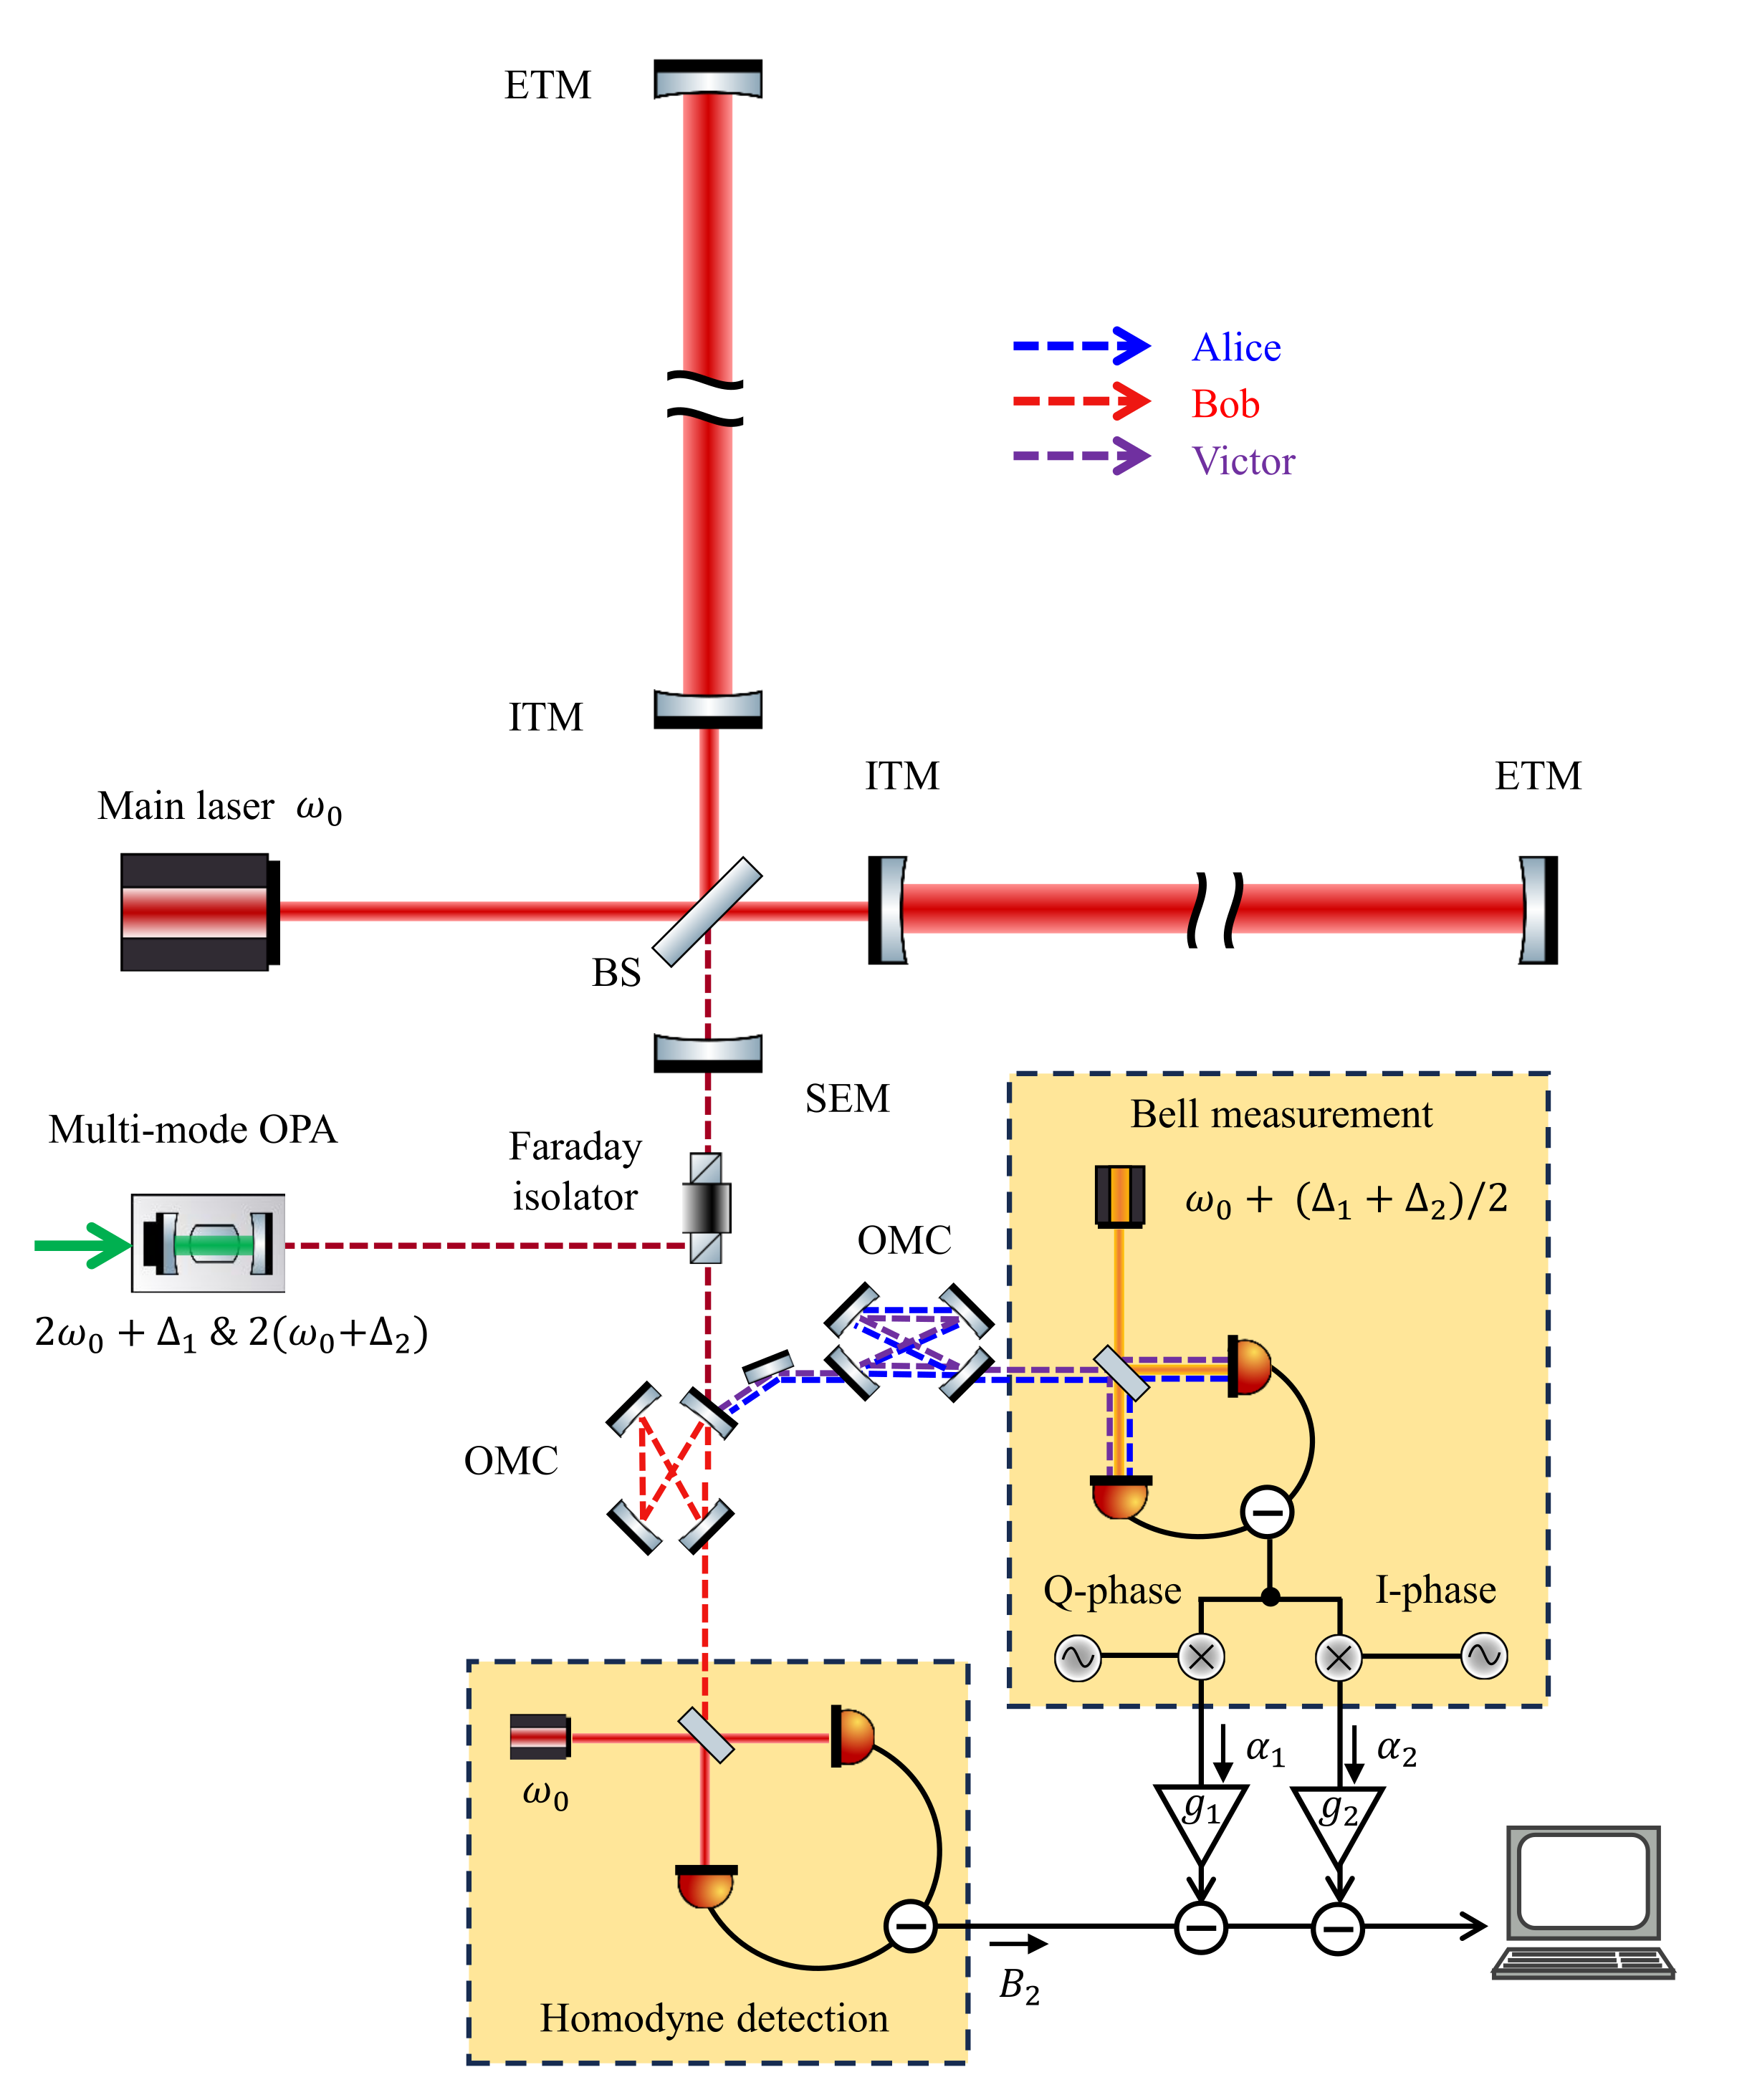 ETM
Alice
Bob
Victor
ITM
ITM
ETM
Main laser ω₀
BS
SEM
Multi-mode OPA
Faraday
isolator
Bell measurement
ω₀ + (Δ₁ + Δ₂)/2
OMC
2ω₀ + Δ₁ & 2(ω₀+Δ₂)
OMC
Q-phase
I-phase
α₁
α₂
ω₀
g₁
g₂
B₂
Homodyne detection